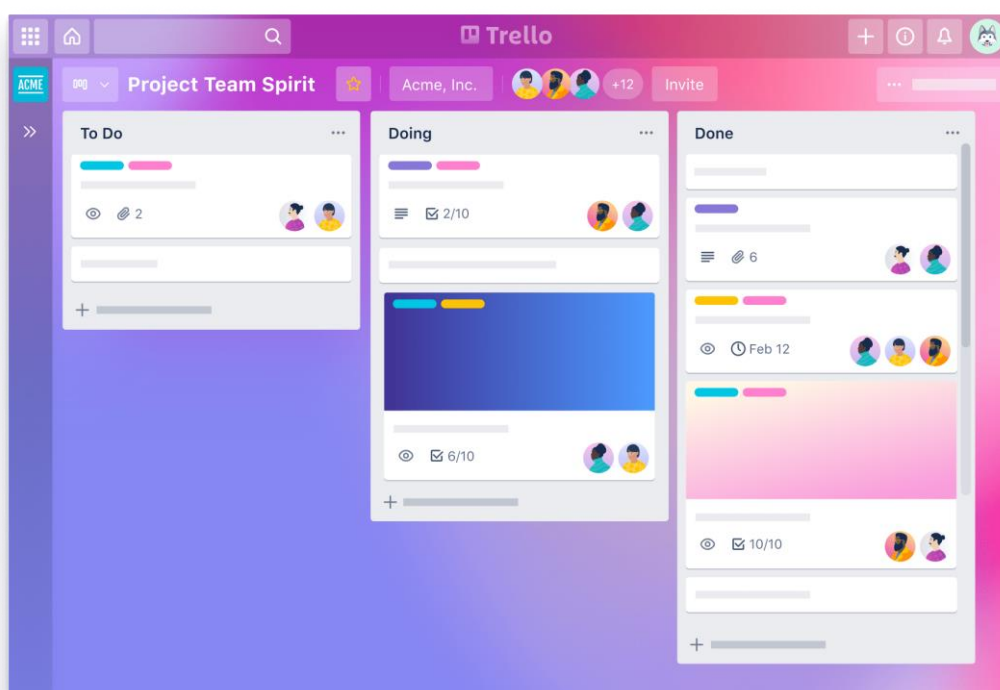 Trello
ACME
Project Team Spirit
Acme, Inc.
+12
Invite
To Do
2
Doing
2/10
6/10
Done
6
Feb 12
10/10